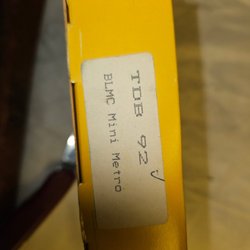 TDB 92 ✓
BLMC Mini Metro